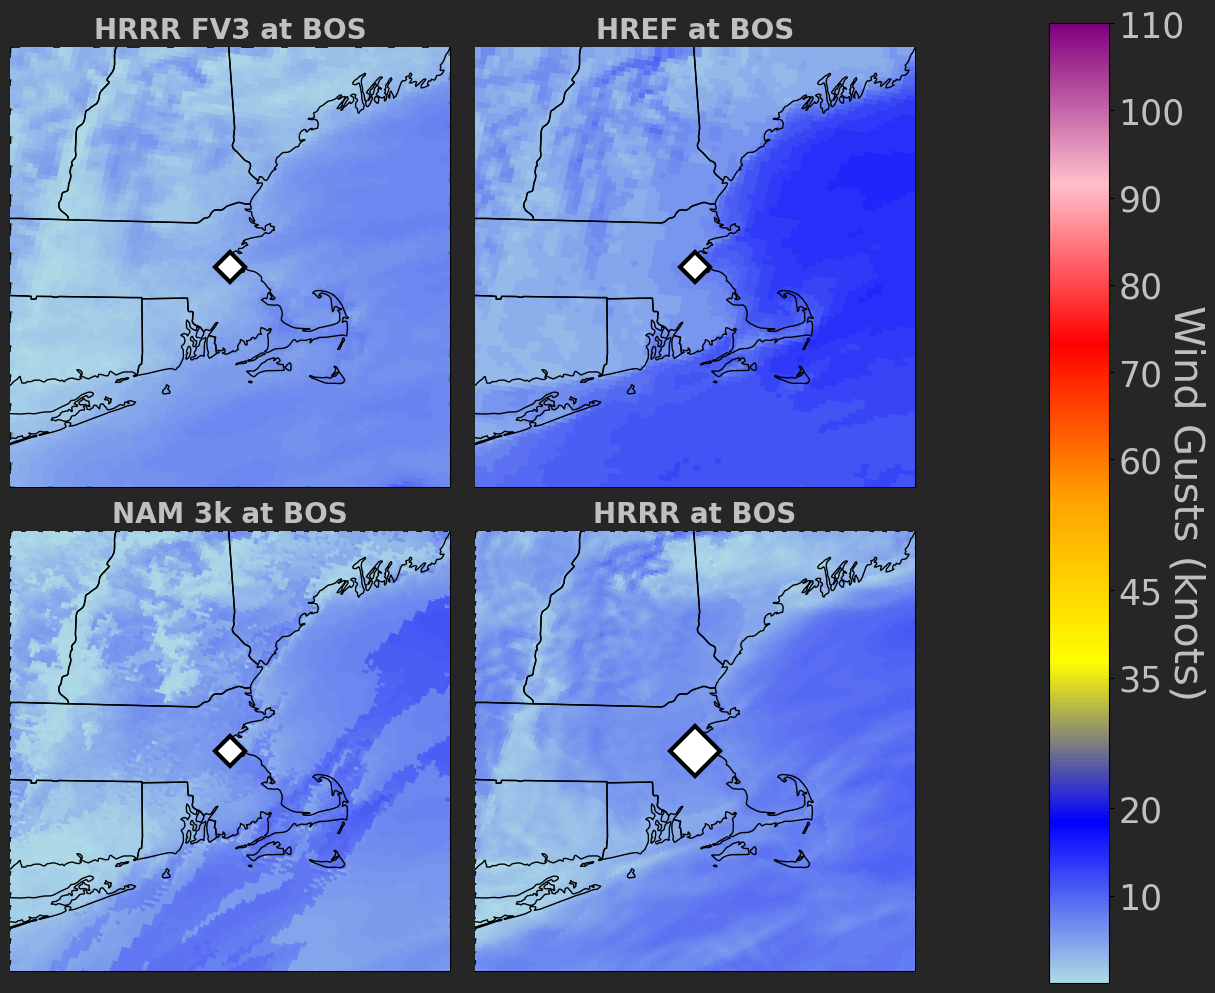 HRRR FV3 at BOS
HREF at BOS
NAM 3k at BOS
HRRR at BOS
110
100
90
80
70
60
45
35
20
10
Wind Gusts (knots)